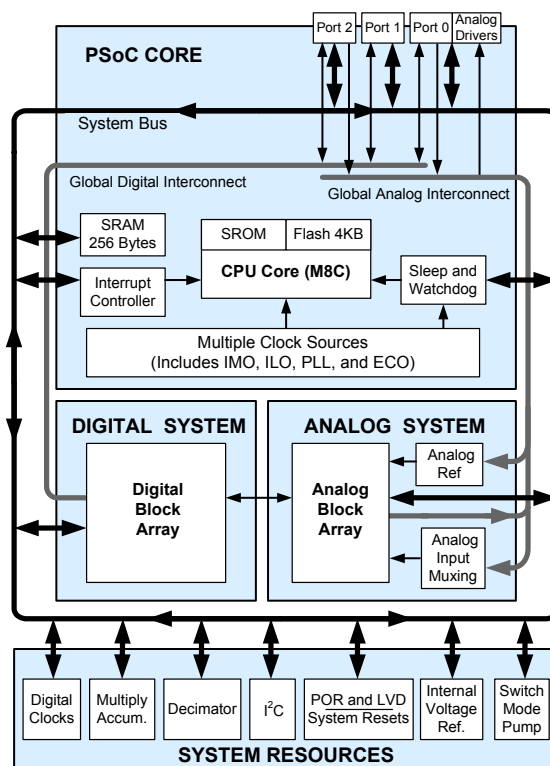 Port 2
Port 1
Port 0
Analog
Drivers
PSoC CORE
System Bus
Global Digital Interconnect
Global Analog Interconnect
SRAM
256 Bytes
SROM
Flash 4KB
CPU Core (M8C)
Interrupt
Controller
Sleep and
Watchdog
Multiple Clock Sources
(Includes IMO, ILO, PLL, and ECO)
DIGITAL SYSTEM
Digital
Block
Array
ANALOG SYSTEM
Analog
Block
Array
Analog
Ref
Analog
Input
Muxing
Digital
Clocks
Multiply
Accum.
Decimator
I²C
POR and LVD
System Resets
Internal
Voltage
Ref.
Switch
Mode
Pump
SYSTEM RESOURCES